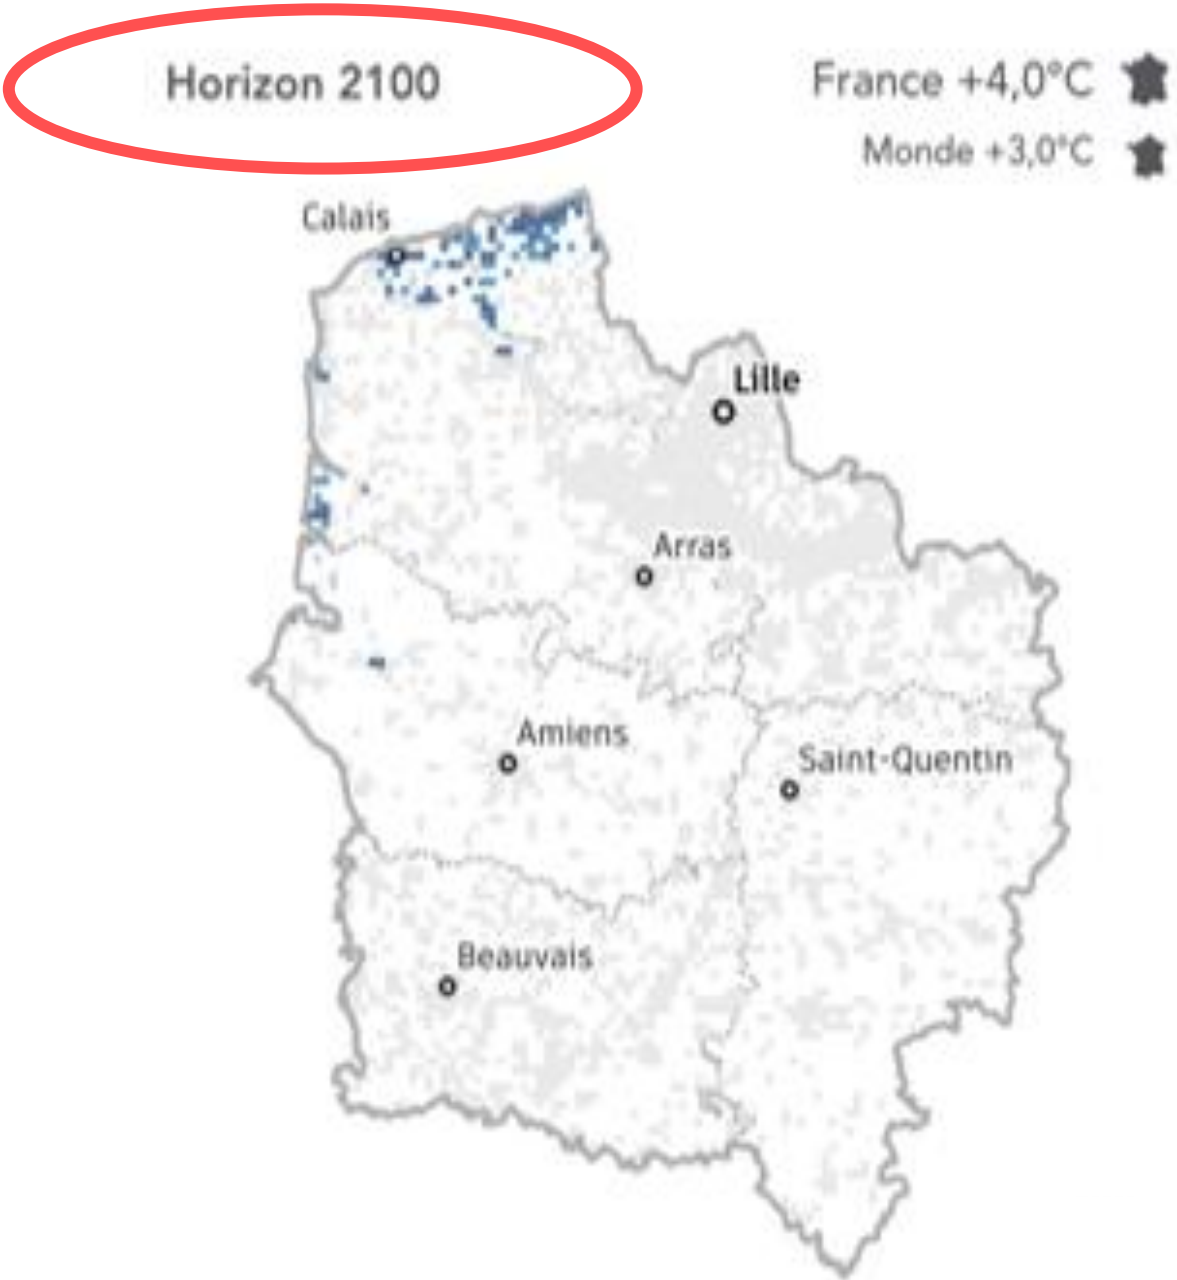 Horizon 2100
France +4,0°C
Monde +3,0°C
Calais
Lille
Arras
Amiens
Saint-Quentin
Beauvais